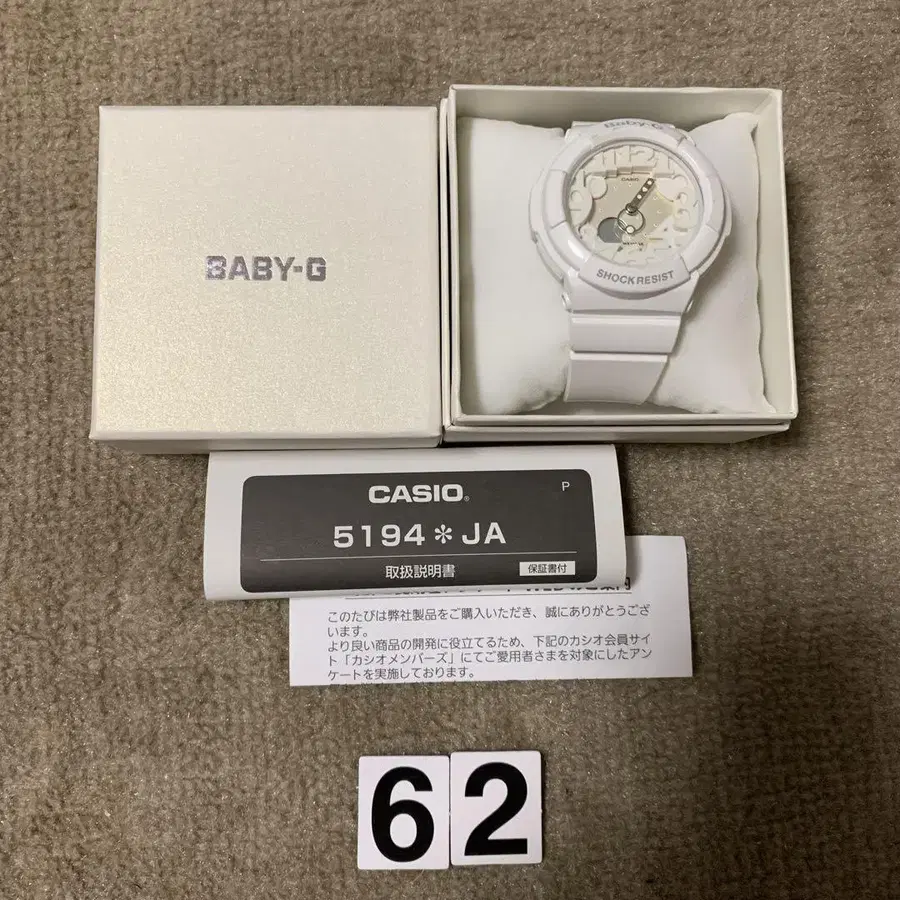 BABY-G
Baby-G
12
CASIO
SHOCK RESIST
CASIO®
P
5194＊JA
取扱説明書
保証書付
このたびは弊社製品をご購入いただき、誠にありがとうござ
います。
より良い商品の開発に役立てるため、下記のカシオ会員サイ
ト「カシオメンバーズ」にてご愛用者さまを対象にしたアン
ケートを実施しております。
62